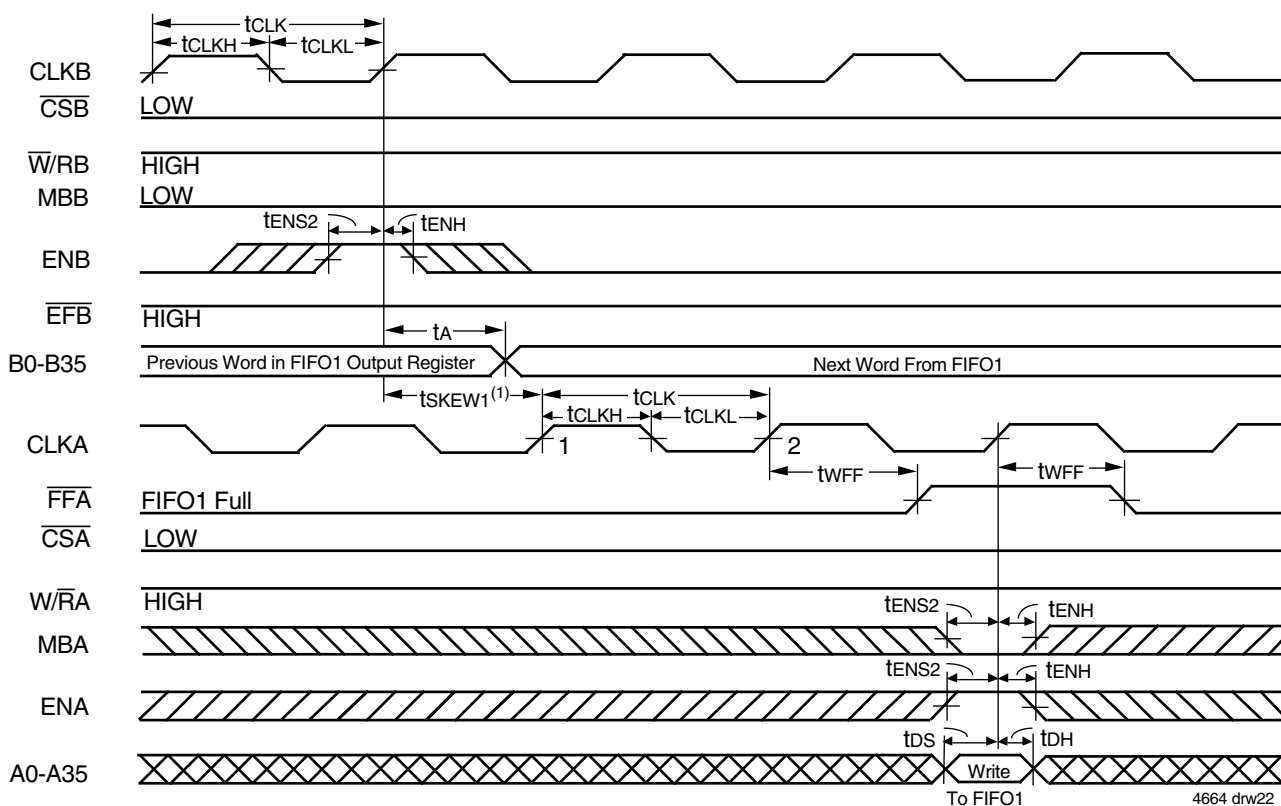 tCLK
tCLKH tCLKL
CLKB
CSB LOW
W/RB HIGH
MBB LOW
tENS2 tENH
ENB
EFB HIGH
tA
B0-B35 Previous Word in FIFO1 Output Register Next Word From FIFO1
tSKEW1(1) tCLK
tCLKH tCLKL
CLKA 1 2
tWFF tWFF
FFA FIFO1 Full
CSA LOW
W/RA HIGH
tENS2 tENH
MBA
tENS2 tENH
ENA
tDS tDH
A0-A35 Write
To FIFO1 4664 drw22